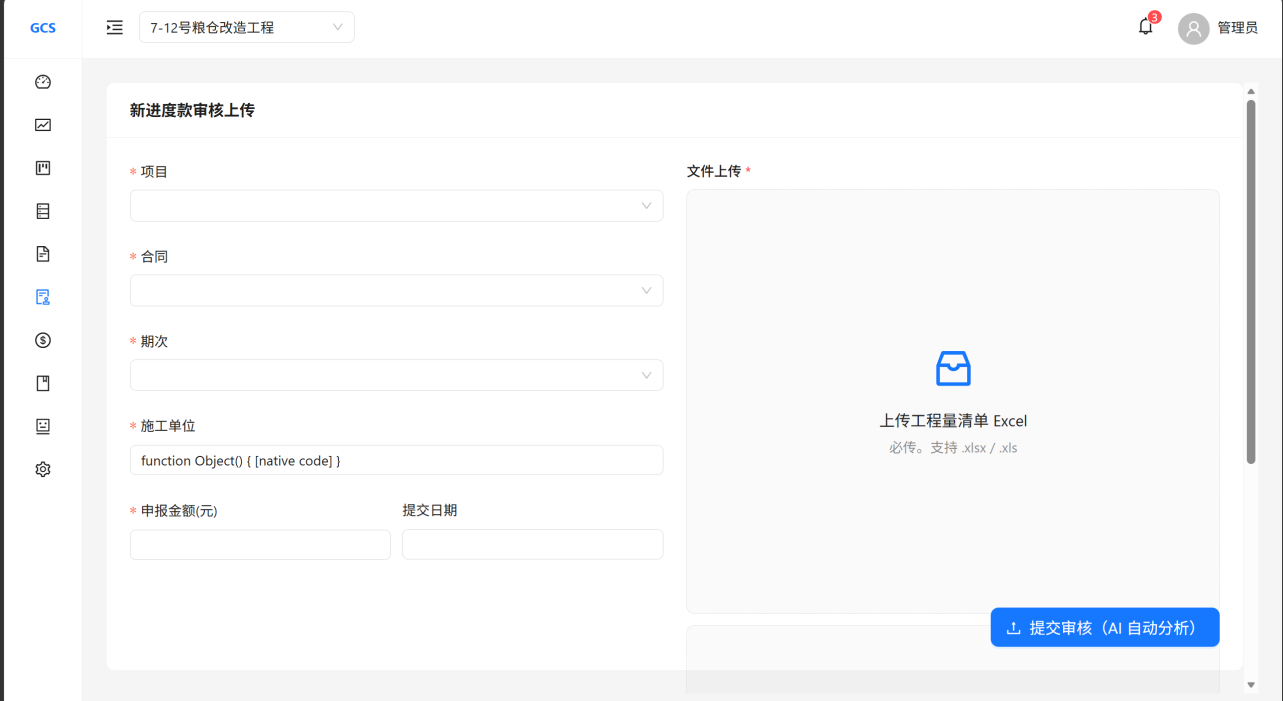 GCS
7-12号粮仓改造工程
3
管理员
新进度款审核上传
* 项目
* 合同
* 期次
* 施工单位
function Object() { [native code] }
* 申报金额(元)
提交日期
文件上传 *
上传工程量清单 Excel
必传。支持 .xlsx / .xls
提交审核（AI 自动分析）